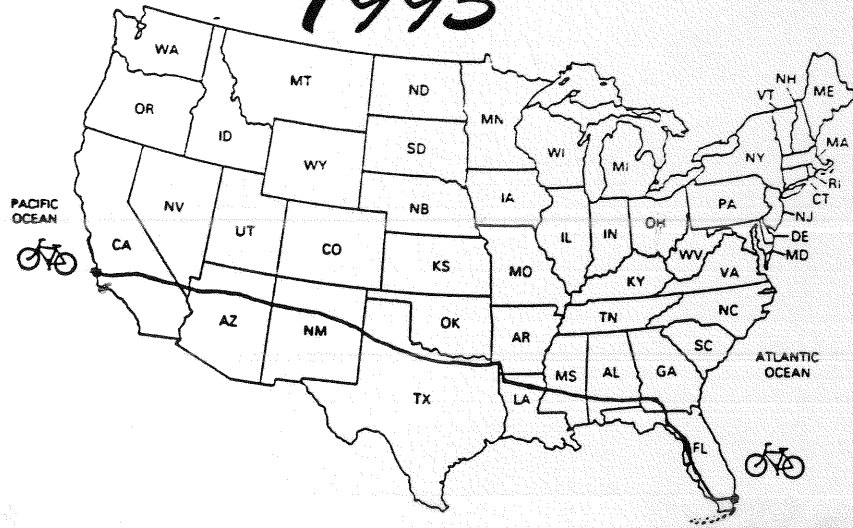 1993
WA
MT
ND
MN
OR
ID
SD
WI
MI
NY
VT
NH
ME
MA
RI
CT
WY
IA
PA
NJ
DE
MD
PACIFIC
OCEAN
NV
UT
CO
NB
KS
IL
IN
OH
WV
VA
CA
MO
KY
NC
AZ
NM
OK
AR
TN
SC
ATLANTIC
OCEAN
TX
LA
MS
AL
GA
FL